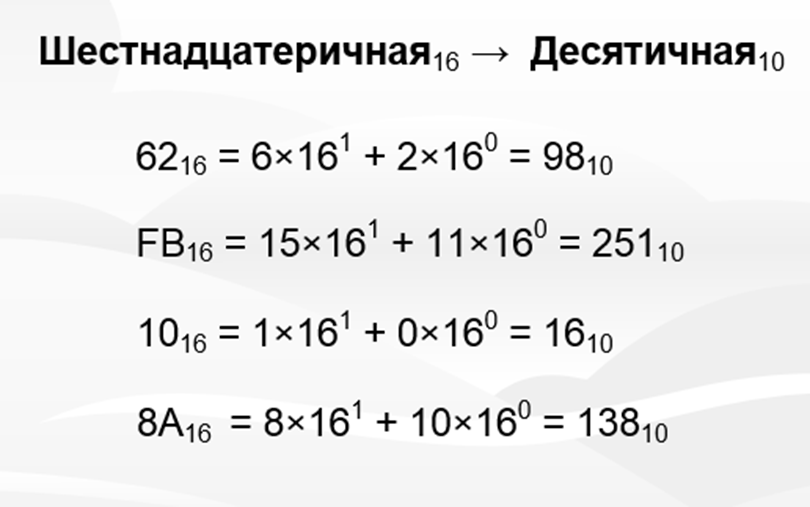 Шестнадцатеричная₁₆ → Десятичная₁₀
62₁₆ = 6×16¹ + 2×16⁰ = 98₁₀
FB₁₆ = 15×16¹ + 11×16⁰ = 251₁₀
10₁₆ = 1×16¹ + 0×16⁰ = 16₁₀
8A₁₆ = 8×16¹ + 10×16⁰ = 138₁₀